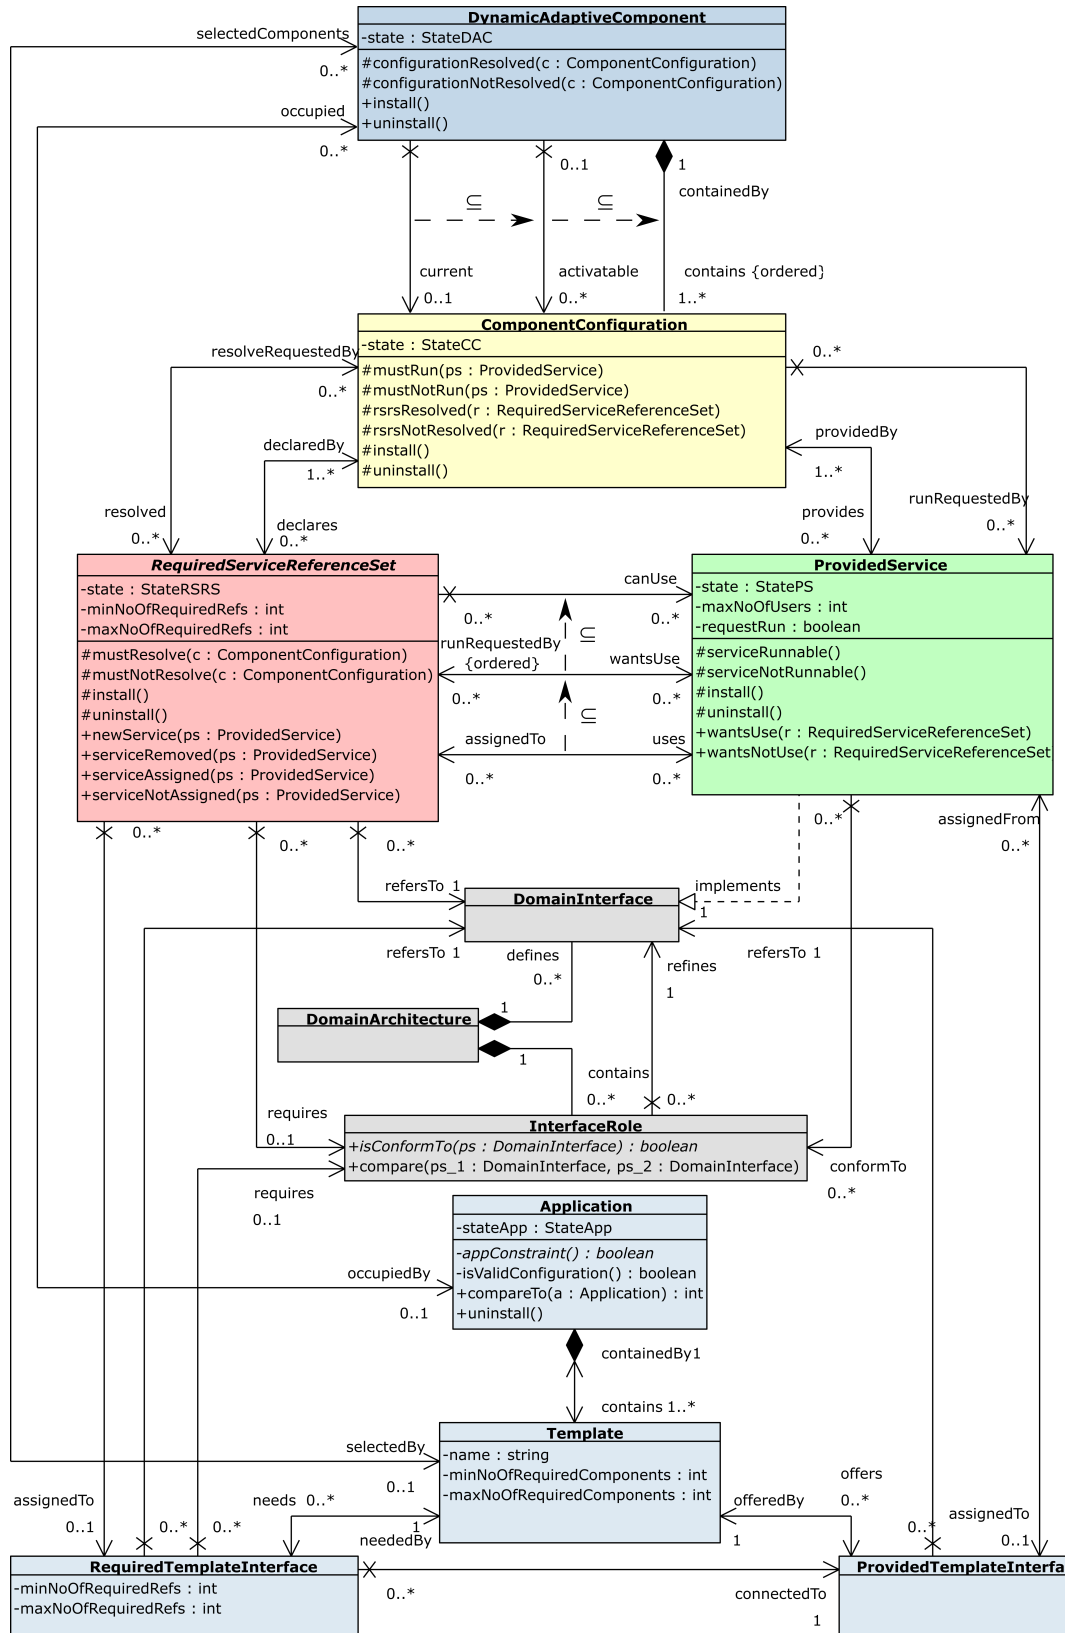 DynamicAdaptiveComponent
-state : StateDAC
#configurationResolved(c : ComponentConfiguration)
#configurationNotResolved(c : ComponentConfiguration)
+install()
+uninstall()
selectedComponents
0..*
occupied
0..*
0..1
1
containedBy
⊆
⊆
current
0..1
activatable
0..*
contains {ordered}
1..*
ComponentConfiguration
-state : StateCC
#mustRun(ps : ProvidedService)
#mustNotRun(ps : ProvidedService)
#rsrsResolved(r : RequiredServiceReferenceSet)
#rsrsNotResolved(r : RequiredServiceReferenceSet)
#install()
#uninstall()
resolveRequestedBy
0..*
0..*
declaredBy
1..*
providedBy
1..*
resolved
0..*
declares
0..*
provides
0..*
runRequestedBy
0..*
RequiredServiceReferenceSet
-state : StateRSRS
-minNoOfRequiredRefs : int
-maxNoOfRequiredRefs : int
#mustResolve(c : ComponentConfiguration)
#mustNotResolve(c : ComponentConfiguration)
#install()
#uninstall()
+newService(ps : ProvidedService)
+serviceRemoved(ps : ProvidedService)
+serviceAssigned(ps : ProvidedService)
+serviceNotAssigned(ps : ProvidedService)
canUse
0..*
0..*
⊆
runRequestedBy
{ordered}
wantsUse
0..*
0..*
⊆
assignedTo
uses
0..*
0..*
ProvidedService
-state : StatePS
-maxNoOfUsers : int
-requestRun : boolean
#serviceRunnable()
#serviceNotRunnable()
#install()
#uninstall()
+wantsUse(r : RequiredServiceReferenceSet)
+wantsNotUse(r : RequiredServiceReferenceSet
0..*
0..*
0..*
0..*
assignedFrom
0..*
refersTo 1
implements
1
DomainInterface
refersTo 1
refersTo 1
defines
0..*
refines
1
1
DomainArchitecture
1
contains
0..*
0..*
requires
0..1
InterfaceRole
+isConformTo(ps : DomainInterface) : boolean
+compare(ps_1 : DomainInterface, ps_2 : DomainInterface)
conformTo
0..*
requires
0..1
Application
-stateApp : StateApp
-appConstraint() : boolean
-isValidConfiguration() : boolean
+compareTo(a : Application) : int
+uninstall()
occupiedBy
0..1
containedBy1
contains 1..*
Template
-name : string
-minNoOfRequiredComponents : int
-maxNoOfRequiredComponents : int
selectedBy
0..1
assignedTo
0..1
needs
0..*
0..*
0..*
1
neededBy
offeredBy
1
offers
0..*
0..*
assignedTo
0..1
RequiredTemplateInterface
-minNoOfRequiredRefs : int
-maxNoOfRequiredRefs : int
0..*
connectedTo
1
ProvidedTemplateInterfa